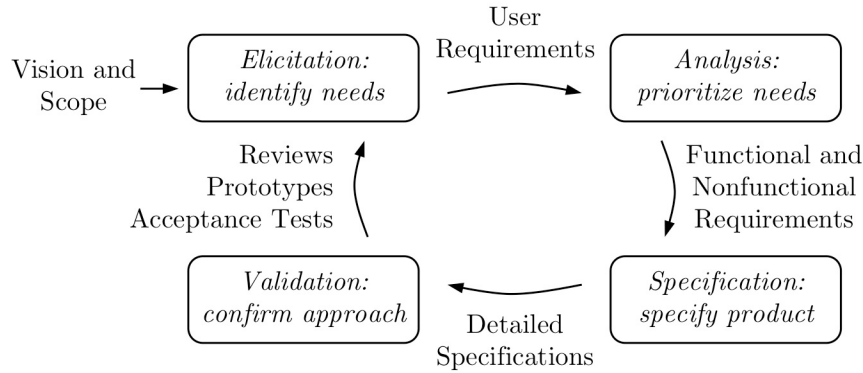 Vision and
Scope
Elicitation:
identify needs
User
Requirements
Analysis:
prioritize needs
Functional and
Nonfunctional
Requirements
Specification:
specify product
Detailed
Specifications
Validation:
confirm approach
Reviews
Prototypes
Acceptance Tests